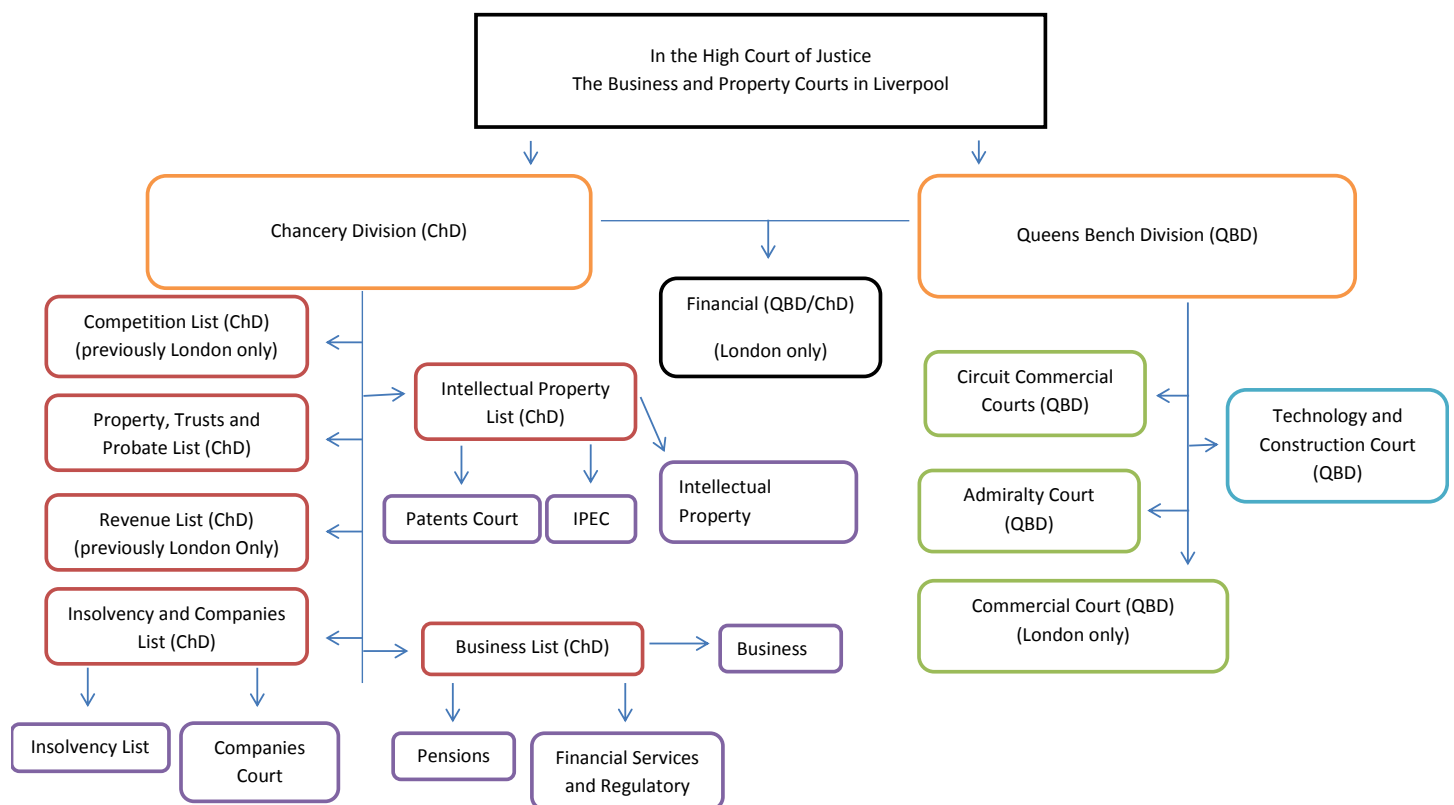 In the High Court of Justice
The Business and Property Courts in Liverpool
Chancery Division (ChD)
Queens Bench Division (QBD)
Financial (QBD/ChD)
(London only)
Competition List (ChD)
(previously London only)
Property, Trusts and
Probate List (ChD)
Revenue List (ChD)
(previously London Only)
Insolvency and Companies
List (ChD)
Insolvency List
Companies
Court
Intellectual Property
List (ChD)
Patents Court
IPEC
Intellectual
Property
Business List (ChD)
Business
Pensions
Financial Services
and Regulatory
Circuit Commercial
Courts (QBD)
Technology and
Construction Court
(QBD)
Admiralty Court
(QBD)
Commercial Court (QBD)
(London only)